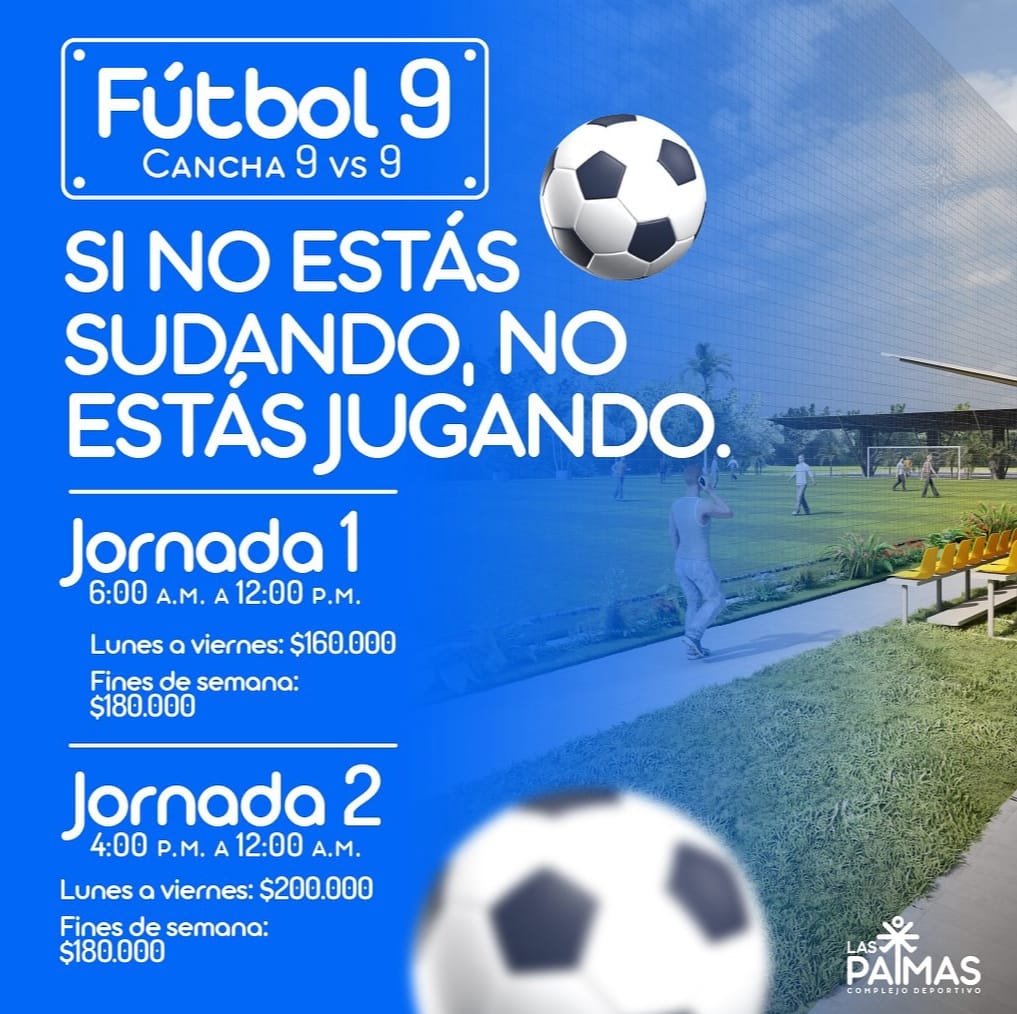 Fútbol 9
CANCHA 9 VS 9
SI NO ESTÁS
SUDANDO, NO
ESTÁS JUGANDO.
Jornada 1
6:00 A.M. A 12:00 P.M.
Lunes a viernes: $160.000
Fines de semana:
$180.000
Jornada 2
4:00 P.M. A 12:00 A.M.
Lunes a viernes: $200.000
Fines de semana:
$180.000
LAS
PALMAS
COMPLEJO DEPORTIVO